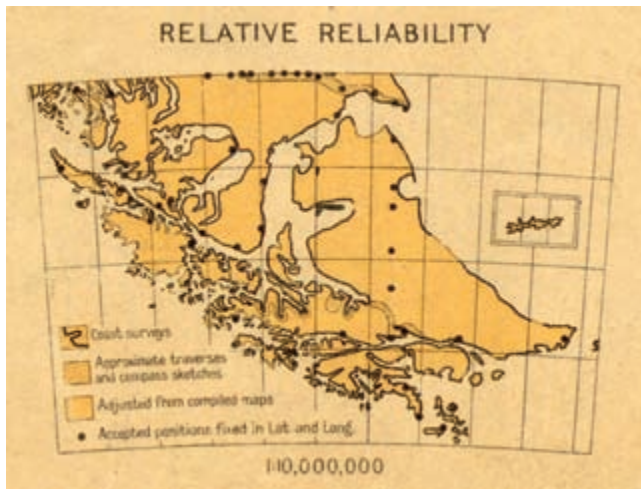 RELATIVE RELIABILITY
Coast surveys
Approximate traverses
and compass sketches
Adjusted from compiled maps
Accepted positions fixed in Lat. and Long.
1:10,000,000